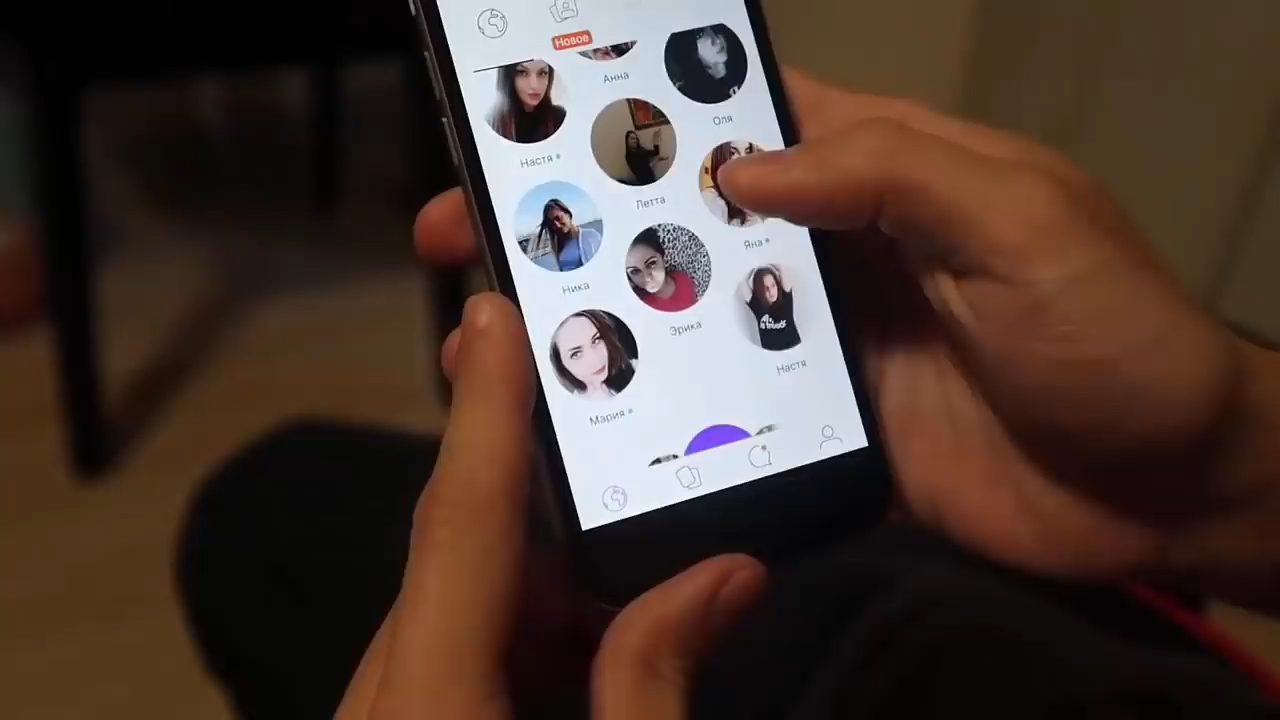 Новое
Анна
Оля
Настя
Летта
Яна
Ника
Эрика
Настя
Мария